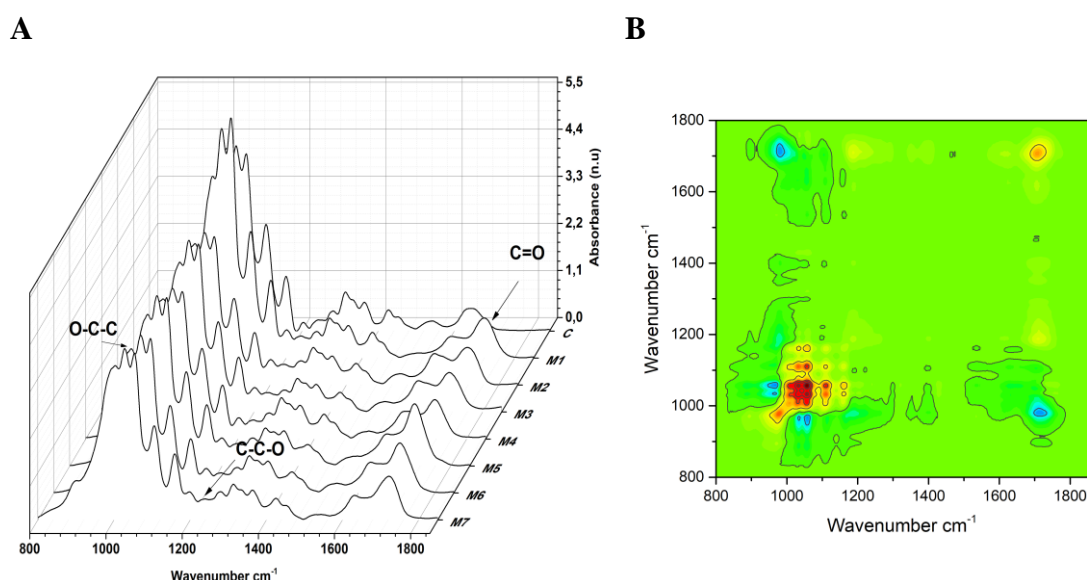 A
5,5
4,4
3,3
2,2
1,1
0,0
Absorbance (n.u)
C=O
O-C-C
C-C-O
C
M1
M2
M3
M4
M5
M6
M7
800 1000 1200 1400 1600 1800
Wavenumber cm-1
B
1800
1600
1400
1200
1000
800
Wavenumber cm⁻¹
800 1000 1200 1400 1600 1800
Wavenumber cm⁻¹